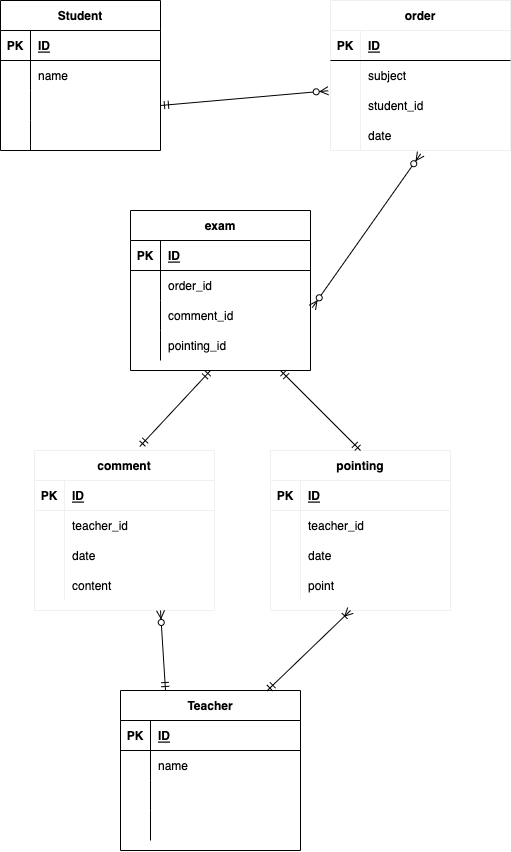 Student
PK ID
name
order
PK ID
subject
student_id
date
exam
PK ID
order_id
comment_id
pointing_id
comment
PK ID
teacher_id
date
content
pointing
PK ID
teacher_id
date
point
Teacher
PK ID
name